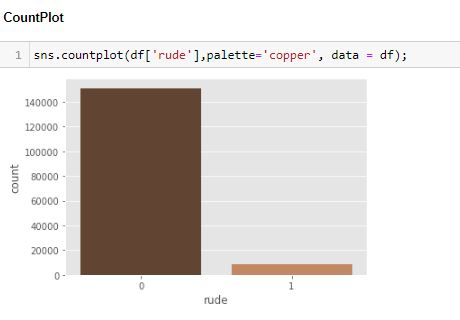 CountPlot
1 sns.countplot(df['rude'],palette='copper', data = df);
140000
120000
100000
80000
60000
40000
20000
0
count
0 1
rude